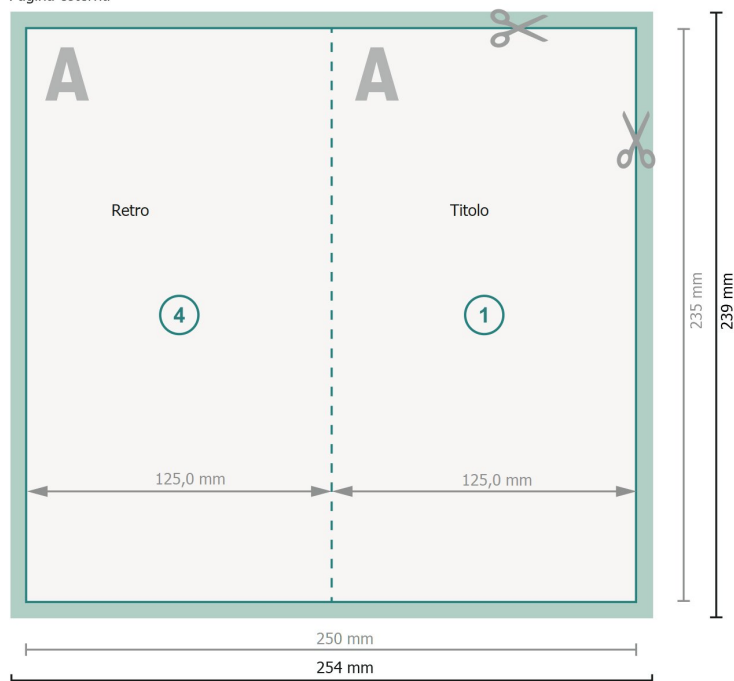 Pagina esterna
A A
Retro Titolo
4 1
125,0 mm 125,0 mm
235 mm
239 mm
250 mm
254 mm